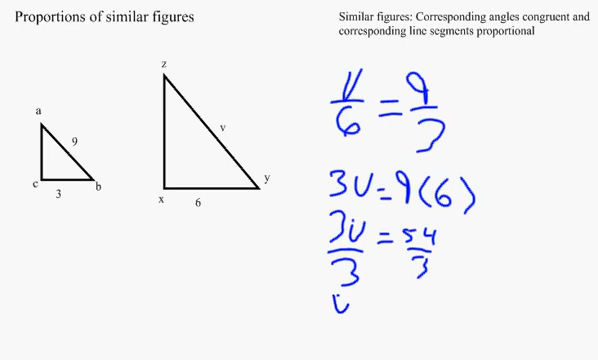 Proportions of similar figures
Similar figures: Corresponding angles congruent and
corresponding line segments proportional
z
a
9
v
c
3
b
x
6
y
V/6 = 9/3
3V=9(6)
3V/3 = 54/3
V